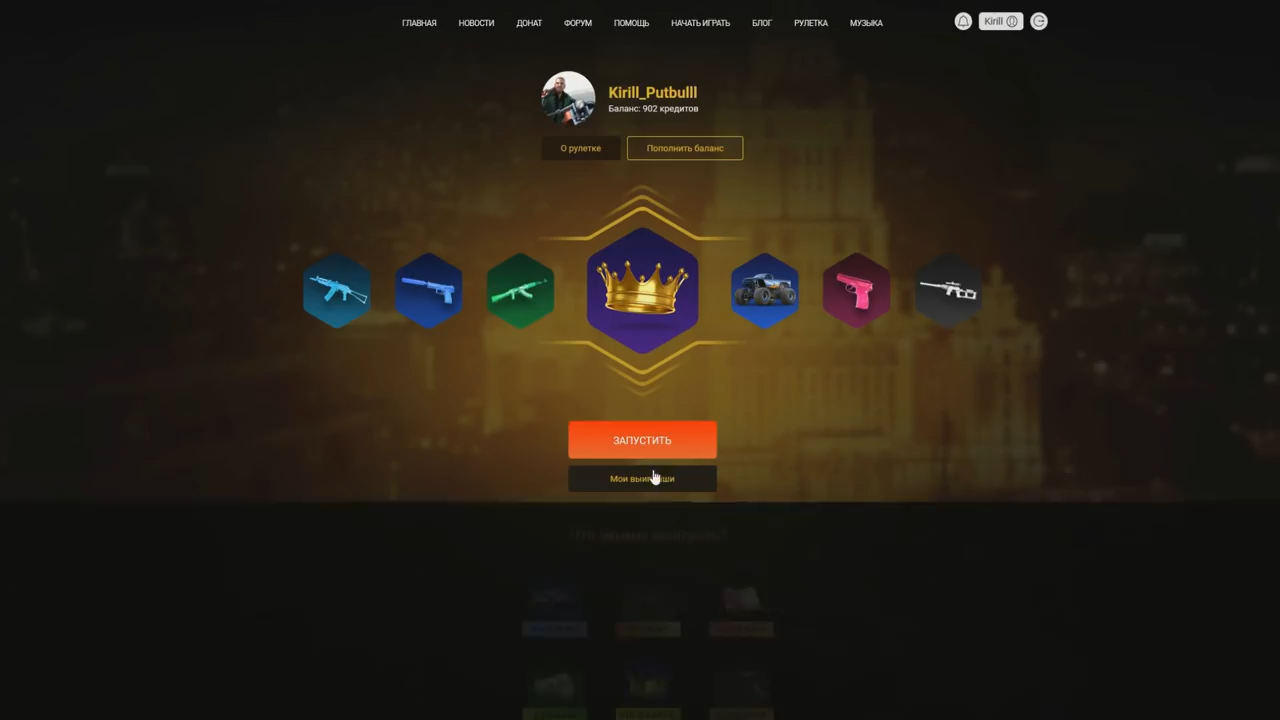 ГЛАВНАЯ НОВОСТИ ДОНАТ ФОРУМ ПОМОЩЬ НАЧАТЬ ИГРАТЬ БЛОГ РУЛЕТКА МУЗЫКА Kirill
Kirill_Putbulll
Баланс: 902 кредитов
О рулетке Пополнить баланс
ЗАПУСТИТЬ
Мои